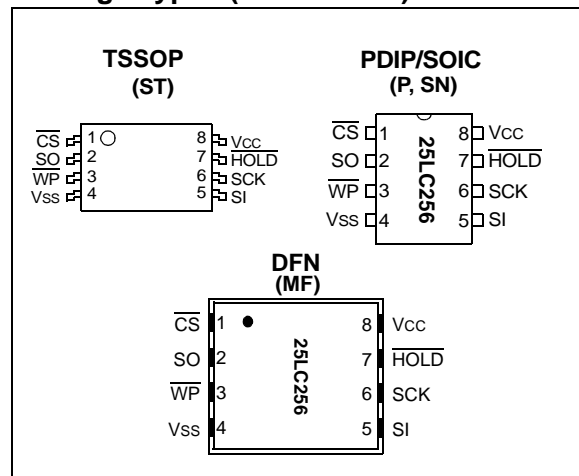 TSSOP
(ST)
CS 1 8 VCC
SO 2 7 HOLD
WP 3 6 SCK
VSS 4 5 SI
PDIP/SOIC
(P, SN)
CS 1 8 VCC
SO 2 7 HOLD
WP 3 6 SCK
VSS 4 5 SI
25LC256
DFN
(MF)
CS 1 8 VCC
SO 2 7 HOLD
WP 3 6 SCK
VSS 4 5 SI
25LC256